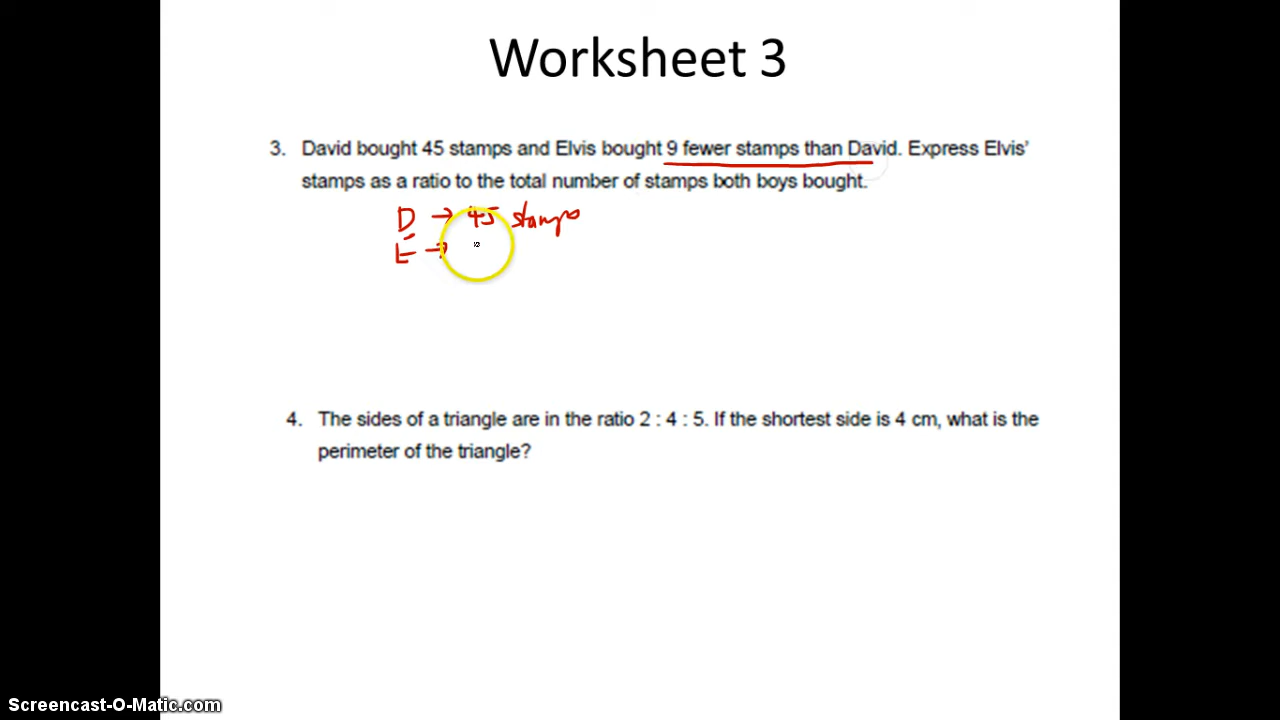 Worksheet 3
3. David bought 45 stamps and Elvis bought 9 fewer stamps than David. Express Elvis'
stamps as a ratio to the total number of stamps both boys bought.
D → 45 stamps
E →
4. The sides of a triangle are in the ratio 2 : 4 : 5. If the shortest side is 4 cm, what is the
perimeter of the triangle?
Screencast-O-Matic.com